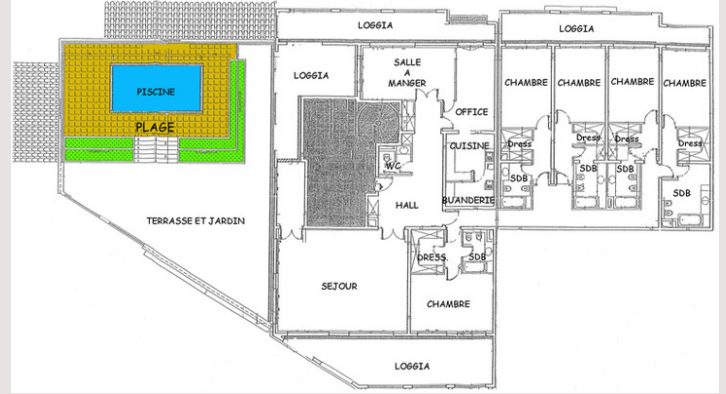 LOGGIA
LOGGIA
LOGGIA
SALLE
A
MANGER
CHAMBRE
CHAMBRE
CHAMBRE
CHAMBRE
PISCINE
PLAGE
OFFICE
CUISINE
WC
Dress
Dress
Dress
Dress
SDB
SDB
SDB
SDB
BUANDERIE
HALL
TERRASSE ET JARDIN
DRESS.
SDB
SEJOUR
CHAMBRE
LOGGIA